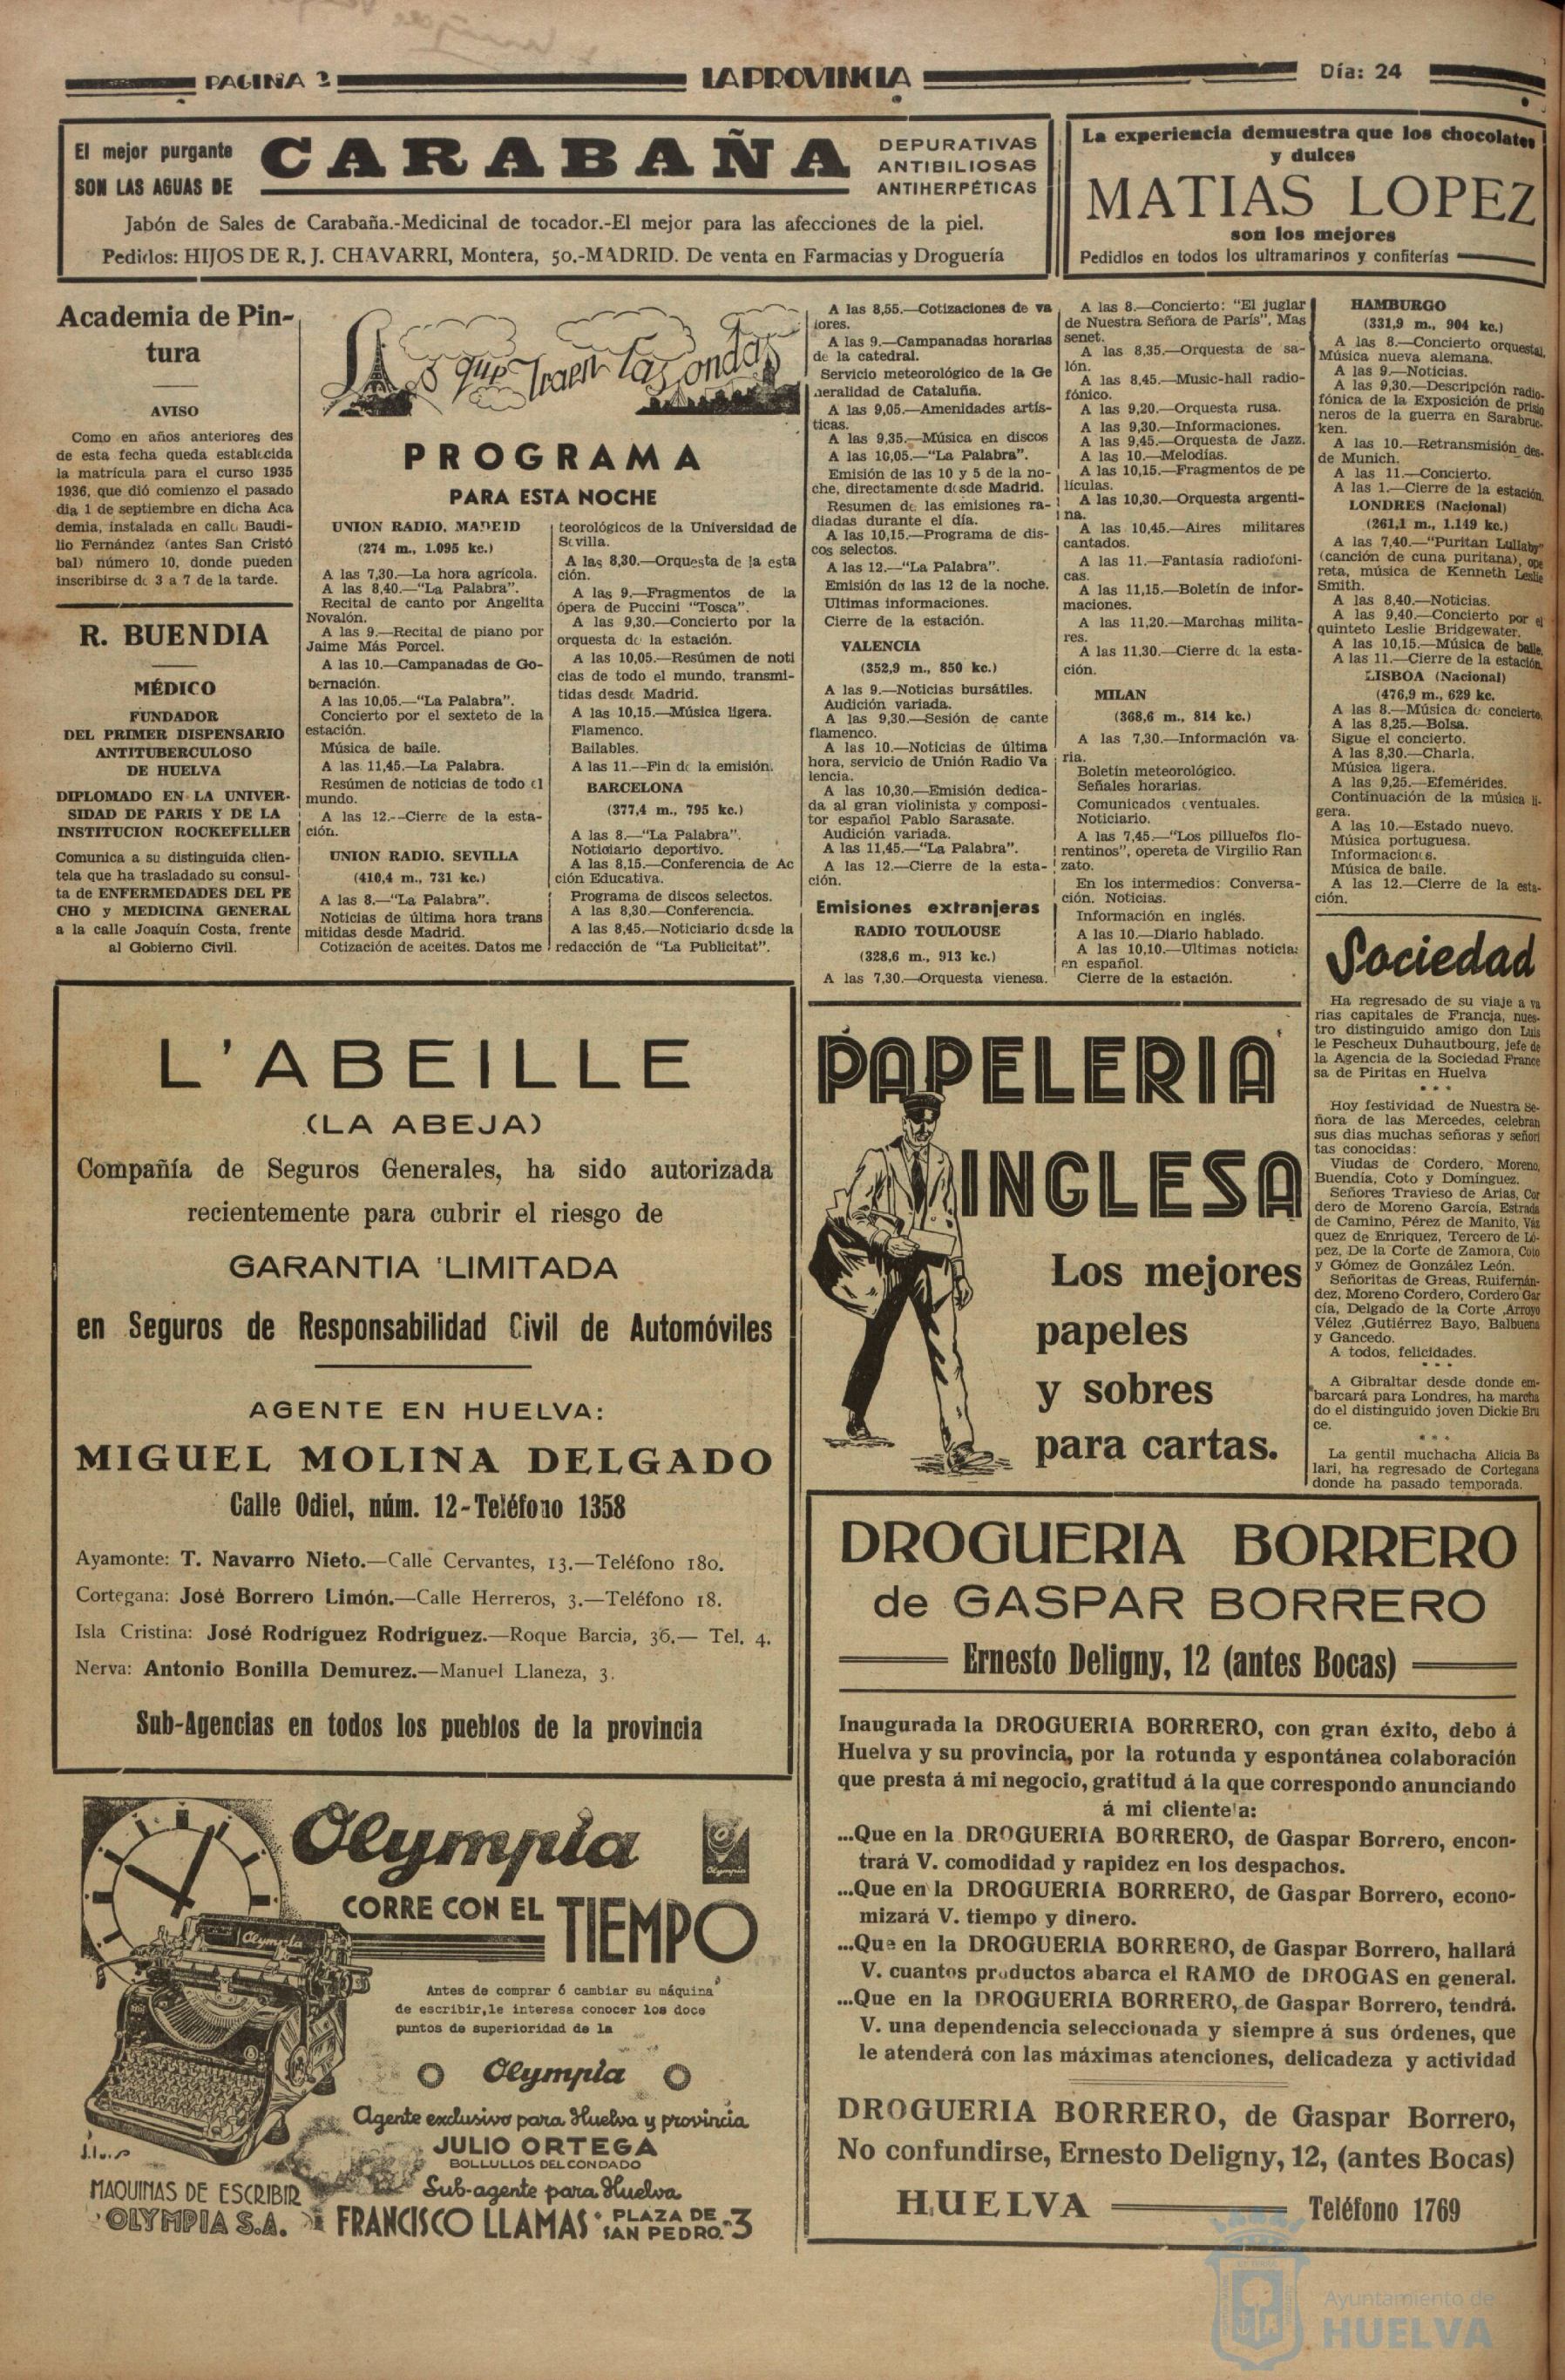 PAGINA 2
LA PROVINCIA
Día: 24
El mejor purgante
SON LAS AGUAS DE
CARABAÑA
DEPURATIVAS
ANTIBILIOSAS
ANTIHERPÉTICAS
Jabón de Sales de Carabaña.-Medicinal de tocador.-El mejor para las afecciones de la piel.
Pedidos: HIJOS DE R. J. CHAVARRI, Montera, 50.-MADRID. De venta en Farmacias y Droguería
La experiencia demuestra que los chocolates
y dulces
MATIAS LOPEZ
son los mejores
Pedidlos en todos los ultramarinos y confiterías
Academia de Pin-
tura
AVISO
Como en años anteriores des
de esta fecha queda establecida
la matrícula para el curso 1935
1936, que dió comienzo el pasado
día 1 de septiembre en dicha Aca
demia, instalada en calle Baudi-
lio Fernández (antes San Cristó
bal) número 10, donde pueden
inscribirse de 3 a 7 de la tarde.
R. BUENDIA
MÉDICO
FUNDADOR
DEL PRIMER DISPENSARIO
ANTITUBERCULOSO
DE HUELVA
DIPLOMADO EN LA UNIVER-
SIDAD DE PARIS Y DE LA
INSTITUCION ROCKEFELLER
Comunica a su distinguida clien-
tela que ha trasladado su consul-
ta de ENFERMEDADES DEL PE
CHO y MEDICINA GENERAL
a la calle Joaquín Costa, frente
al Gobierno Civil.
Lo que traen las ondas
PROGRAMA
PARA ESTA NOCHE
UNION RADIO. MADRID
(274 m., 1.095 kc.)
A las 7,30.—La hora agrícola.
A las 8,40.—"La Palabra".
Recital de canto por Angelita
Novalón.
A las 9.—Recital de piano por
Jaime Más Porcel.
A las 10.—Campanadas de Go-
bernación.
A las 10,05.—"La Palabra".
Concierto por el sexteto de la
estación.
Música de baile.
A las 11,45.—La Palabra.
Resúmen de noticias de todo el
mundo.
A las 12.--Cierre de la esta-
ción.
UNION RADIO. SEVILLA
(410,4 m., 731 kc.)
A las 8.—"La Palabra".
Noticias de última hora trans
mitidas desde Madrid.
Cotización de aceites. Datos me
teorológicos de la Universidad de
Sevilla.
A las 8,30.—Orquesta de la esta
ción.
A las 9.—Fragmentos de la
ópera de Puccini "Tosca".
A las 9,30.—Concierto por la
orquesta de la estación.
A las 10,05.—Resúmen de noti
cias de todo el mundo, transmi-
tidas desde Madrid.
A las 10,15.—Música ligera.
Flamenco.
Bailables.
A las 11.—Fin de la emisión.
BARCELONA
(377,4 m., 795 kc.)
A las 8.—"La Palabra".
Notidiario deportivo.
A las 8,15.—Conferencia de Ac
ción Educativa.
Programa de discos selectos.
A las 8,30.—Conferencia.
A las 8,45.—Noticiario desde la
redacción de "La Publicitat".
A las 8,55.—Cotizaciones de va
lores.
A las 9.—Campanadas horarias
de la catedral.
Servicio meteorológico de la Ge
neralidad de Cataluña.
A las 9,05.—Amenidades artís-
ticas.
A las 9,35.—Música en discos
A las 10,05.—"La Palabra".
Emisión de las 10 y 5 de la no-
che, directamente desde Madrid.
Resumen de las emisiones ra-
diadas durante el día.
A las 10,15.—Programa de dis-
cos selectos.
A las 12.—"La Palabra".
Emisión de las 12 de la noche.
Ultimas informaciones.
Cierre de la estación.
VALENCIA
(352,9 m., 850 kc.)
A las 9.—Noticias bursátiles.
Audición variada.
A las 9,30.—Sesión de cante
flamenco.
A las 10.—Noticias de última
hora, servicio de Unión Radio Va
lencia.
A las 10,30.—Emisión dedica-
da al gran violinista y composi-
tor español Pablo Sarasate.
Audición variada.
A las 11,45.—"La Palabra".
A las 12.—Cierre de la esta-
ción.
Emisiones extranjeras
RADIO TOULOUSE
(328,6 m., 913 kc.)
A las 7,30.—Orquesta vienesa.
A las 8.—Concierto: "El juglar
de Nuestra Señora de París", Mas
senet.
A las 8,35.—Orquesta de sa-
lón.
A las 8,45.—Music-hall radio-
fónico.
A las 9,20.—Orquesta rusa.
A las 9,30.—Informaciones.
A las 9,45.—Orquesta de Jazz.
A las 10.—Melodías.
A las 10,15.—Fragmentos de pe
lículas.
A las 10,30.—Orquesta argenti-
na.
A las 10,45.—Aires militares
cantados.
A las 11.—Fantasía radiofóni-
cas.
A las 11,15.—Boletín de infor-
maciones.
A las 11,20.—Marchas milita-
res.
A las 11,30.—Cierre de la esta-
ción.
MILAN
(368,6 m., 814 kc.)
A las 7,30.—Información va-
ria.
Boletín meteorológico.
Señales horarias.
Comunicados eventuales.
Noticiario.
A las 7,45.—"Los pilluelos flo-
rentinos", opereta de Virgilio Ran
zato.
En los intermedios: Conversa-
ción. Noticias.
Información en inglés.
A las 10.—Diario hablado.
A las 10,10.—Ultimas noticias
en español.
Cierre de la estación.
HAMBURGO
(331,9 m., 904 kc.)
A las 8.—Concierto orquestal.
Música nueva alemana.
A las 9.—Noticias.
A las 9,30.—Descripción radio-
fónica de la Exposición de prisio
neros de la guerra en Sarabruc-
ken.
A las 10.—Retransmisión des-
de Munich.
A las 11.—Concierto.
A las 1.—Cierre de la estación.
LONDRES (Nacional)
(261,1 m., 1.149 kc.)
A las 7,40.—"Puritan Lullaby"
(canción de cuna puritana), ope
reta, música de Kenneth Leslie
Smith.
A las 8,40.—Noticias.
A las 9,40.—Concierto por el
quinteto Leslie Bridgewater.
A las 10,15.—Música de baile.
A las 11.—Cierre de la estación.
LISBOA (Nacional)
(476,9 m., 629 kc.
A las 8.—Música de concierto.
A las 8,25.—Bolsa.
Sigue el concierto.
A las 8,30.—Charla.
Música ligera.
A las 9,25.—Efemérides.
Continuación de la música li-
gera.
A las 10.—Estado nuevo.
Música portuguesa.
Informaciones.
Música de baile.
A las 12.—Cierre de la esta-
ción.
Sociedad
Ha regresado de su viaje a va
rias capitales de Francia, nues-
tro distinguido amigo don Luis
le Pescheux Duhautbourg, jefe de
la Agencia de la Sociedad France
sa de Piritas en Huelva
* * *
Hoy festividad de Nuestra Se-
ñora de las Mercedes, celebran
sus dias muchas señoras y señori
tas conocidas:
Viudas de Cordero, Moreno,
Buendía, Coto y Domínguez.
Señores Travieso de Arias, Cor
dero de Moreno García, Estrada
de Camino, Pérez de Manito, Váz
quez de Enriquez, Tercero de Ló-
pez, De la Corte de Zamora, Coto
y Gómez de González León.
Señoritas de Greas, Ruifernán-
dez, Moreno Cordero, Cordero Gar
cía, Delgado de la Corte ,Arroyo
Vélez ,Gutiérrez Bayo, Balbuena
y Gancedo.
A todos, felicidades.
* * *
A Gibraltar desde donde em-
barcará para Londres, ha marcha
do el distinguido joven Dickie Bru
ce.
* * *
La gentil muchacha Alicia Ba
lari, ha regresado de Cortegana
donde ha pasado temporada.
L'ABEILLE
(LA ABEJA)
Compañía de Seguros Generales, ha sido autorizada
recientemente para cubrir el riesgo de
GARANTIA ILIMITADA
en Seguros de Responsabilidad Civil de Automóviles
AGENTE EN HUELVA:
MIGUEL MOLINA DELGADO
Calle Odiel, núm. 12-Teléfono 1358
Ayamonte: T. Navarro Nieto.—Calle Cervantes, 13.—Teléfono 180.
Cortegana: José Borrero Limón.—Calle Herreros, 3.—Teléfono 18.
Isla Cristina: José Rodríguez Rodríguez.—Roque Barcia, 36.— Tel. 4.
Nerva: Antonio Bonilla Demurez.—Manuel Llaneza, 3.
Sub-Agencias en todos los pueblos de la provincia
PAPELERIA
INGLESA
Los mejores
papeles
y sobres
para cartas.
Olympia
Olympia
CORRE CON EL TIEMPO
Olympia
Antes de comprar ó cambiar su máquina
de escribir,le interesa conocer los doce
puntos de superioridad de la
Olympia
Agente exclusivo para Huelva y provincia
JULIO ORTEGA
BOLLULLOS DEL CONDADO
Sub-agente para Huelva
MAQUINAS DE ESCRIBIR
OLYMPIA S.A.
FRANCISCO LLAMAS · PLAZA DE SAN PEDRO.-3
DROGUERIA BORRERO
de GASPAR BORRERO
Ernesto Deligny, 12 (antes Bocas)
Inaugurada la DROGUERIA BORRERO, con gran éxito, debo á
Huelva y su provincia, por la rotunda y espontánea colaboración
que presta á mi negocio, gratitud á la que correspondo anunciando
á mi clientela:
...Que en la DROGUERIA BORRERO, de Gaspar Borrero, encon-
trará V. comodidad y rapidez en los despachos.
...Que en la DROGUERIA BORRERO, de Gaspar Borrero, econo-
mizará V. tiempo y dinero.
...Que en la DROGUERIA BORRERO, de Gaspar Borrero, hallará
V. cuantos productos abarca el RAMO de DROGAS en general.
...Que en la DROGUERIA BORRERO, de Gaspar Borrero, tendrá.
V. una dependencia seleccionada y siempre á sus órdenes, que
le atenderá con las máximas atenciones, delicadeza y actividad
DROGUERIA BORRERO, de Gaspar Borrero,
No confundirse, Ernesto Deligny, 12, (antes Bocas)
HUELVA
Teléfono 1769
Ayuntamiento de
HUELVA